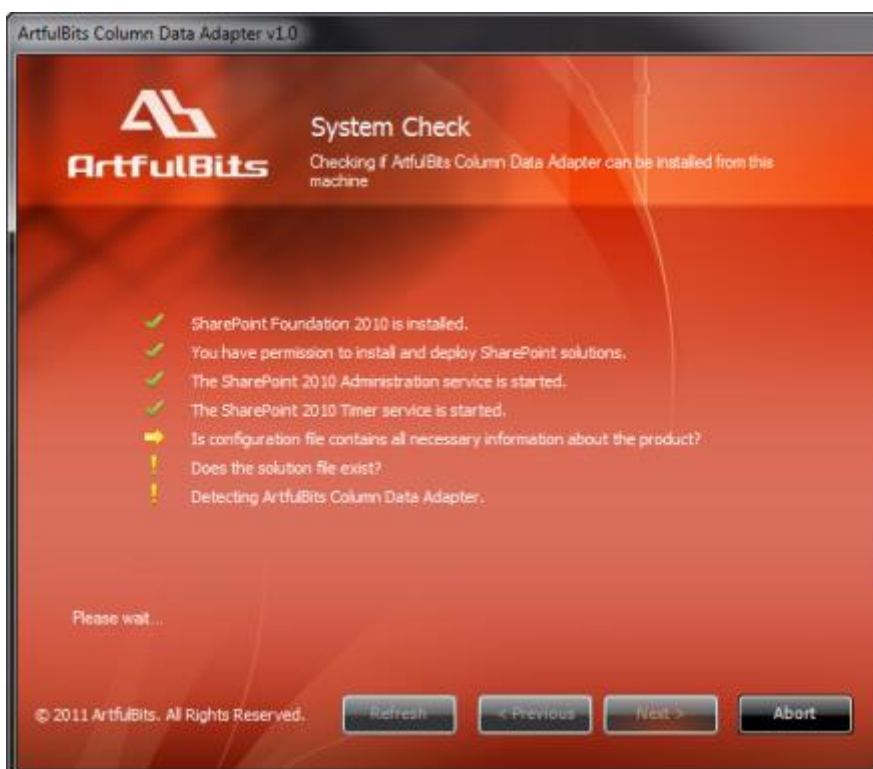 ArtfulBits Column Data Adapter v1.0
ArtfulBits
System Check
Checking if ArtfulBits Column Data Adapter can be installed from this
machine
SharePoint Foundation 2010 is installed.
You have permission to install and deploy SharePoint solutions.
The SharePoint 2010 Administration service is started.
The SharePoint 2010 Timer service is started.
Is configuration file contains all necessary information about the product?
Does the solution file exist?
Detecting ArtfulBits Column Data Adapter.
Please wait...
© 2011 ArtfulBits. All Rights Reserved.
Refresh
< Previous
Next >
Abort